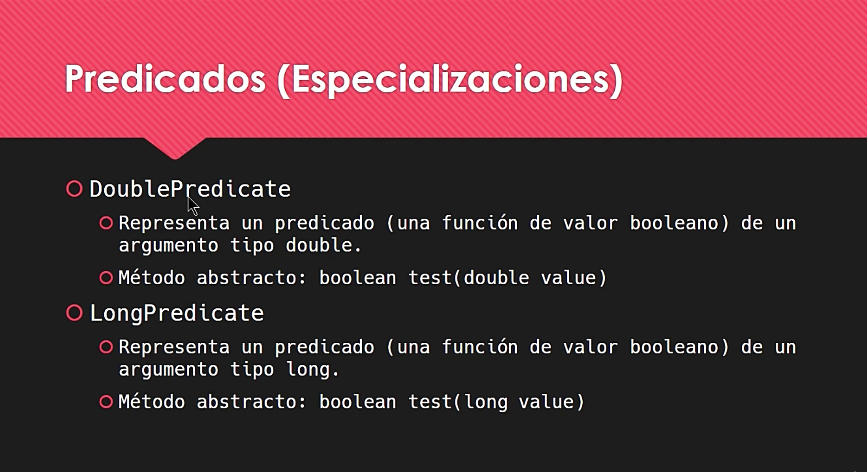 Predicados (Especializaciones)
DoublePredicate
Representa un predicado (una función de valor booleano) de un
argumento tipo double.
Método abstracto: boolean test(double value)
LongPredicate
Representa un predicado (una función de valor booleano) de un
argumento tipo long.
Método abstracto: boolean test(long value)